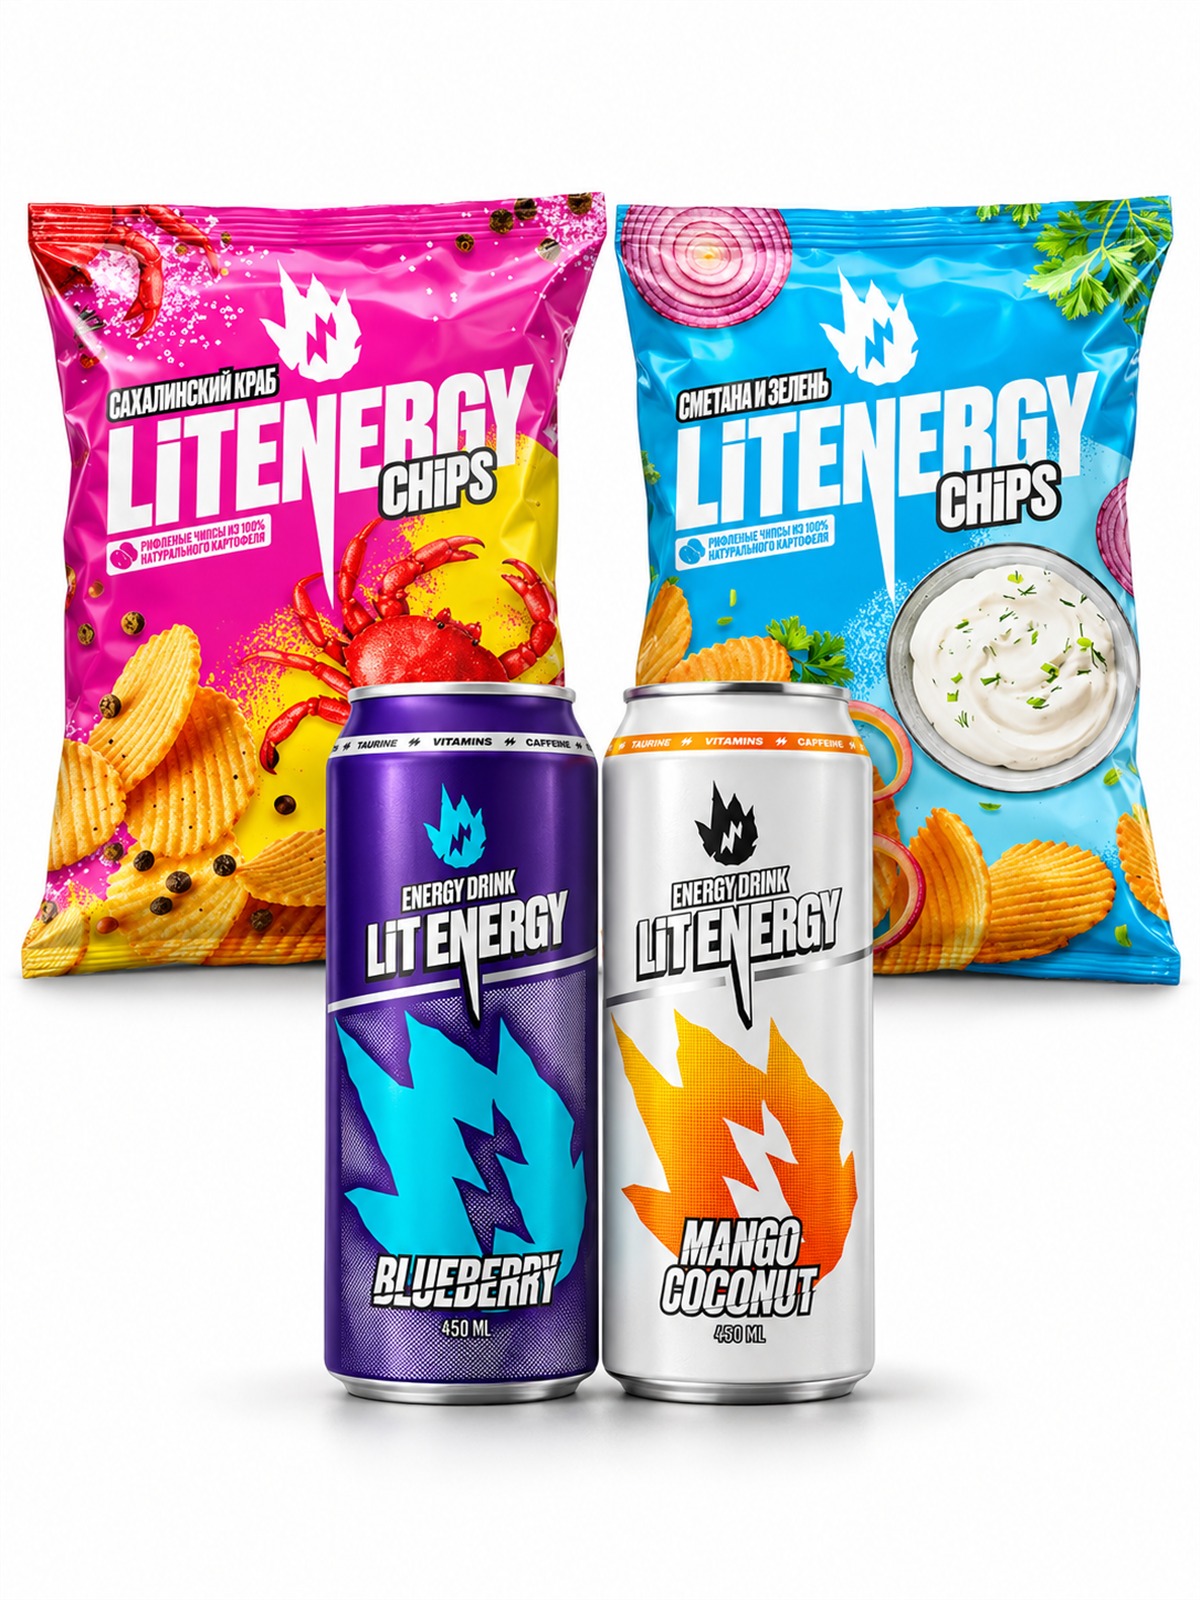 САХАЛИНСКИЙ КРАБ
LiTENERGY
CHiPS
РИФЛЕНЫЕ ЧИПСЫ ИЗ 100%
НАТУРАЛЬНОГО КАРТОФЕЛЯ
СМЕТАНА И ЗЕЛЕНЬ
LiTENERGY
CHiPS
РИФЛЕНЫЕ ЧИПСЫ ИЗ 100%
НАТУРАЛЬНОГО КАРТОФЕЛЯ
TAURINE VITAMINS CAFFEINE
ENERGY DRINK
LiT ENERGY
BLUEBERRY
450 ML
TAURINE VITAMINS CAFFEINE
ENERGY DRINK
LiT ENERGY
MANGO
COCONUT
450 ML